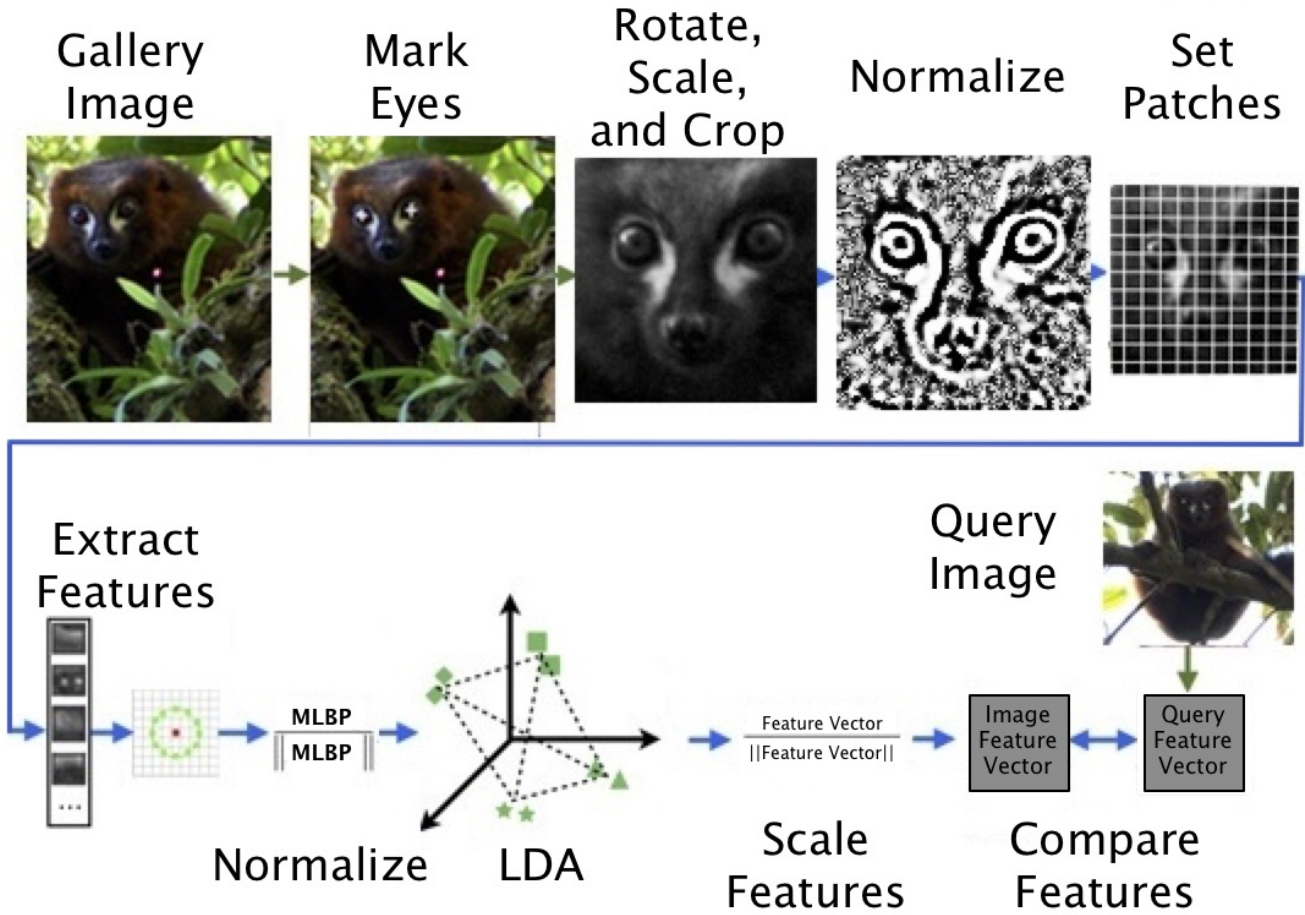 Gallery
Image
Mark
Eyes
Rotate,
Scale,
and Crop
Normalize
Set
Patches
Extract
Features
...
MLBP
||MLBP||
Normalize
LDA
Feature Vector
||Feature Vector||
Scale
Features
Query
Image
Image
Feature
Vector
Query
Feature
Vector
Compare
Features